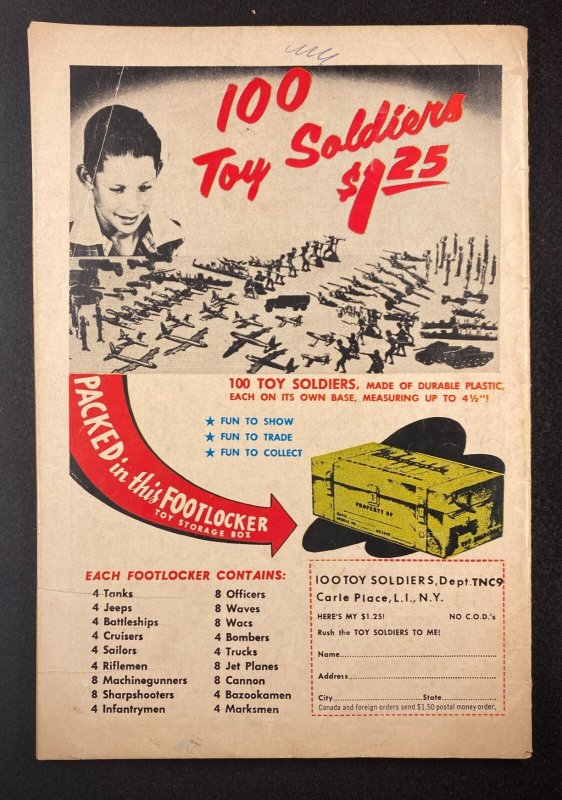 100
Toy Soldiers
$1.25
100 TOY SOLDIERS, MADE OF DURABLE PLASTIC,
EACH ON ITS OWN BASE, MEASURING UP TO 4½"!
★ FUN TO SHOW
★ FUN TO TRADE
★ FUN TO COLLECT
PACKED in this FOOTLOCKER
TOY STORAGE BOX
PROPERTY OF
EACH FOOTLOCKER CONTAINS:
4 Tanks
4 Jeeps
4 Battleships
4 Cruisers
4 Sailors
4 Riflemen
8 Machinegunners
8 Sharpshooters
4 Infantrymen
8 Officers
8 Waves
8 Wacs
4 Bombers
4 Trucks
8 Jet Planes
8 Cannon
4 Bazookamen
4 Marksmen
100 TOY SOLDIERS, Dept. TNC9
Carle Place, L.I., N.Y.
HERE'S MY $1.25! NO C.O.D.'s
Rush the TOY SOLDIERS TO ME!
Name
Address
City State
Canada and foreign orders send $1.50 postal money order.